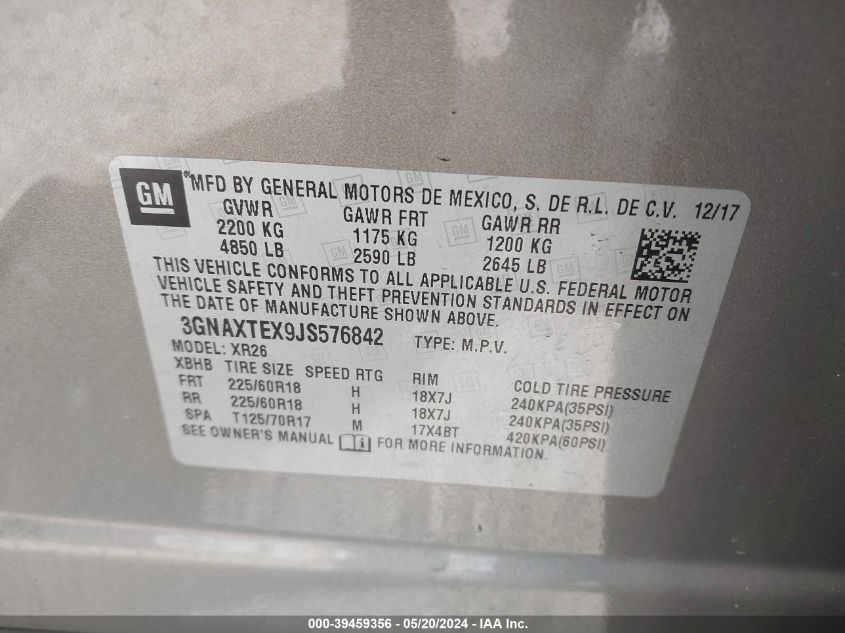 GM
®MFD BY GENERAL MOTORS DE MEXICO, S. DE R.L. DE C.V. 12/17
GVWR GAWR FRT GAWR RR
2200 KG 1175 KG 1200 KG
4850 LB 2590 LB 2645 LB
THIS VEHICLE CONFORMS TO ALL APPLICABLE U.S. FEDERAL MOTOR
VEHICLE SAFETY AND THEFT PREVENTION STANDARDS IN EFFECT ON
THE DATE OF MANUFACTURE SHOWN ABOVE.
3GNAXTEX9JS576842 TYPE: M.P.V.
MODEL: XR26
XBHB TIRE SIZE SPEED RTG RIM COLD TIRE PRESSURE
FRT 225/60R18 H 18X7J 240KPA(35PSI)
RR 225/60R18 H 18X7J 240KPA(35PSI)
SPA T125/70R17 M 17X4BT 420KPA(60PSI)
SEE OWNER'S MANUAL FOR MORE INFORMATION.
000-39459356 - 05/20/2024 - IAA Inc.